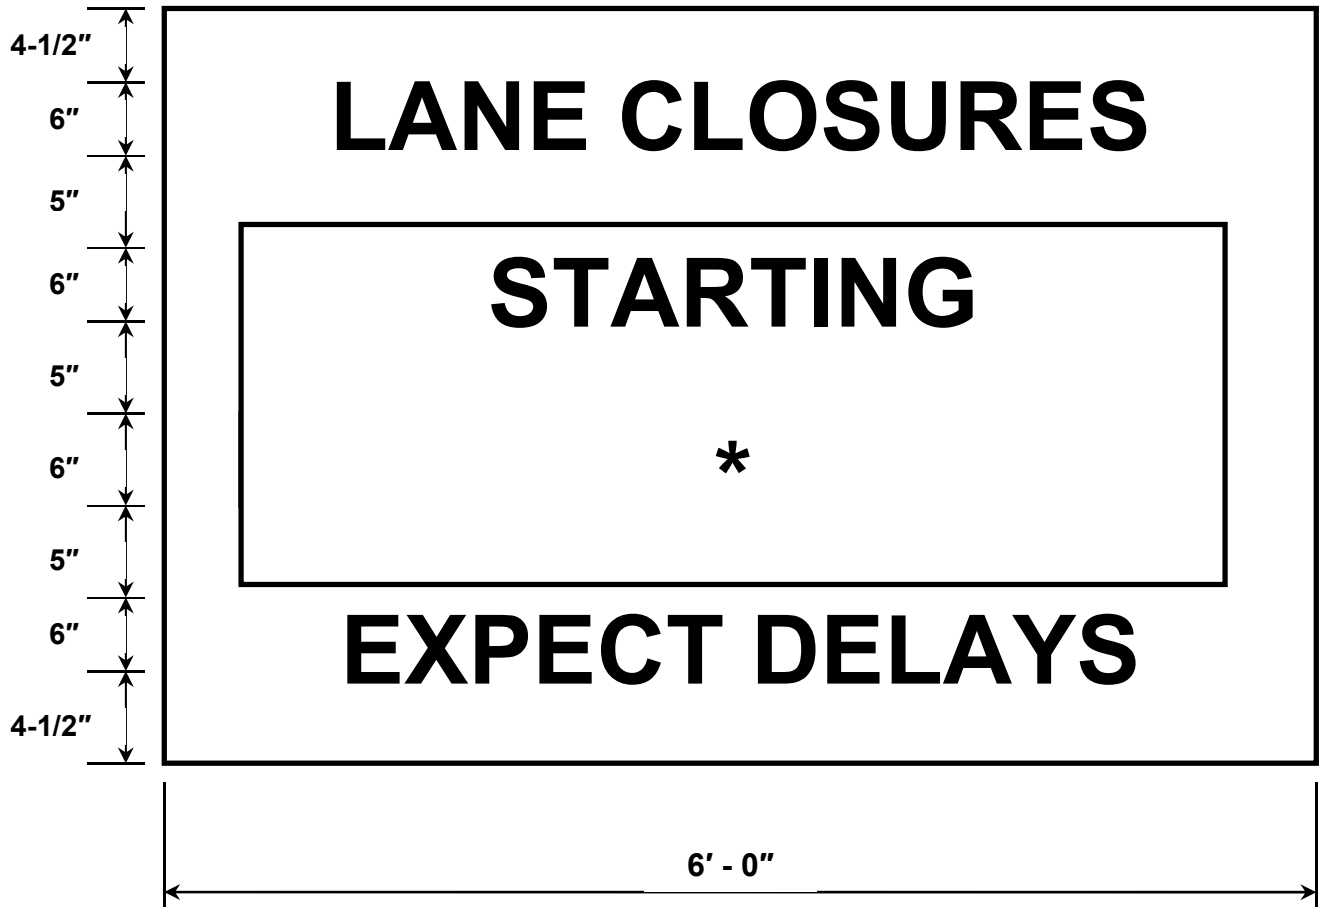 4-1/2″
LANE CLOSURES
6″
5″
STARTING
6″
5″
*
6″
5″
EXPECT DELAYS
6″
4-1/2″
6′ - 0″